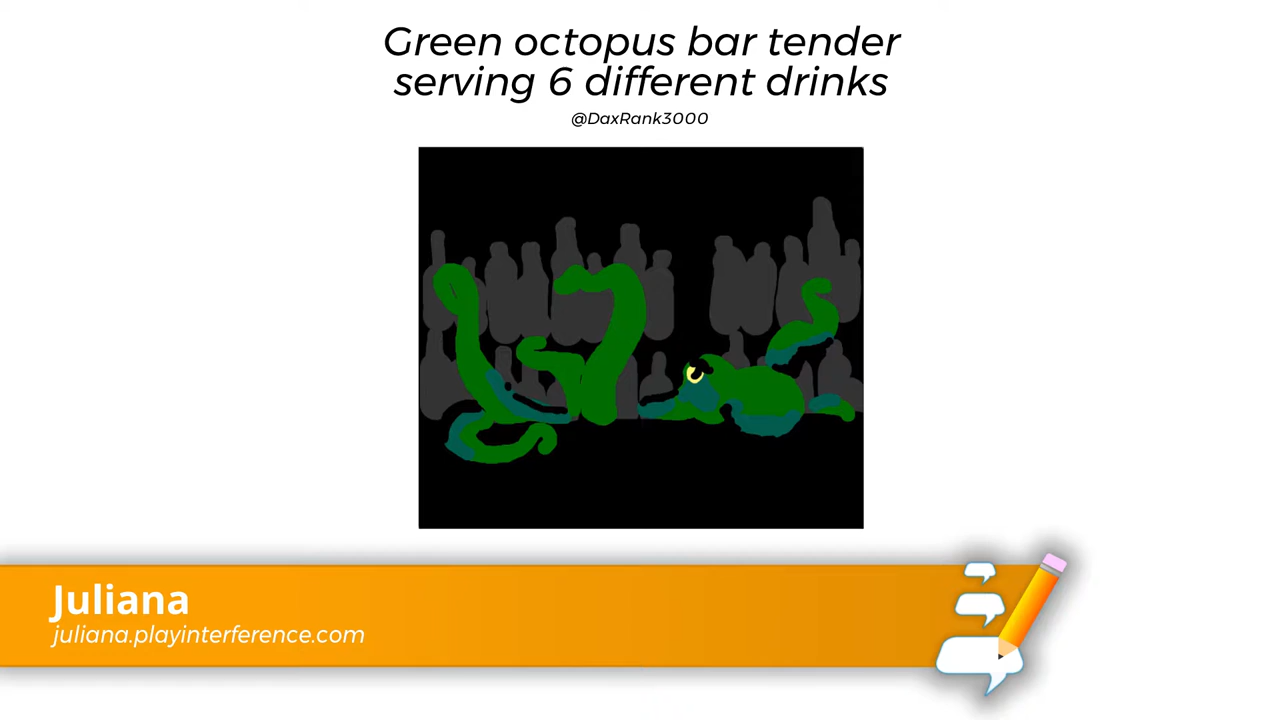 Green octopus bar tender
serving 6 different drinks
@DaxRank3000
Juliana
juliana.playinterference.com